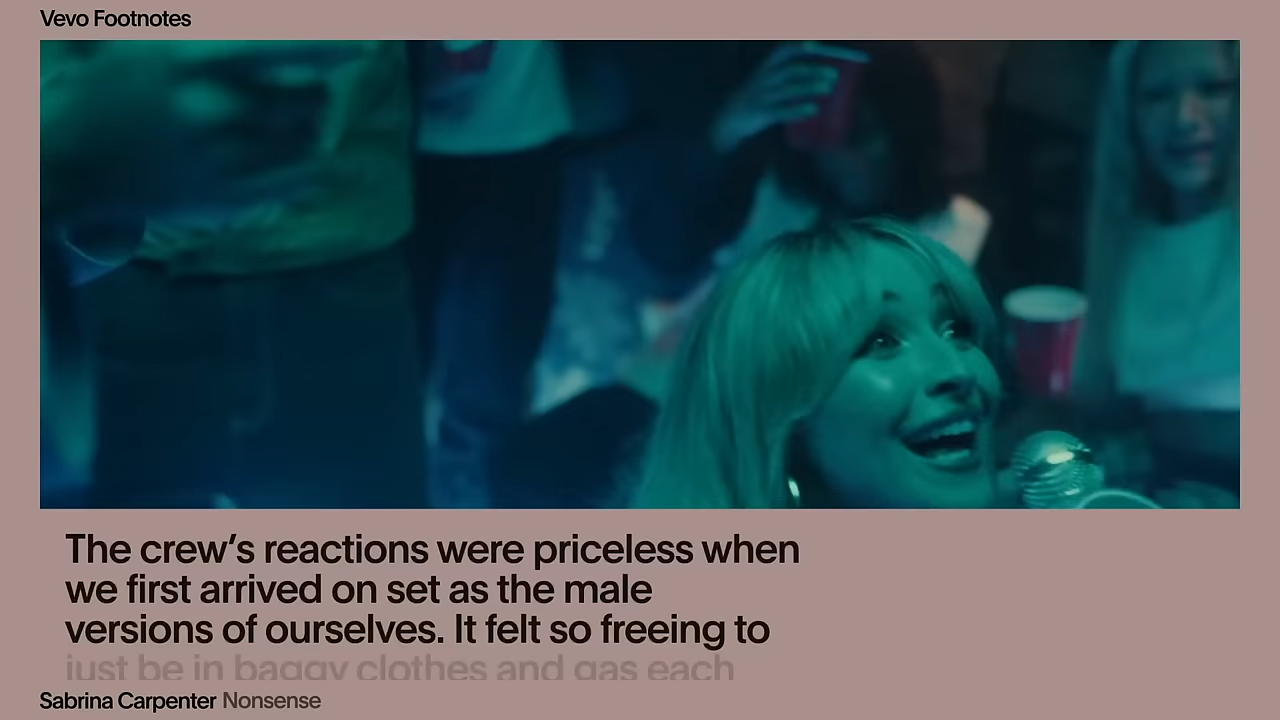 Vevo Footnotes
The crew's reactions were priceless when
we first arrived on set as the male
versions of ourselves. It felt so freeing to
just be in baggy clothes and gas each
Sabrina Carpenter Nonsense